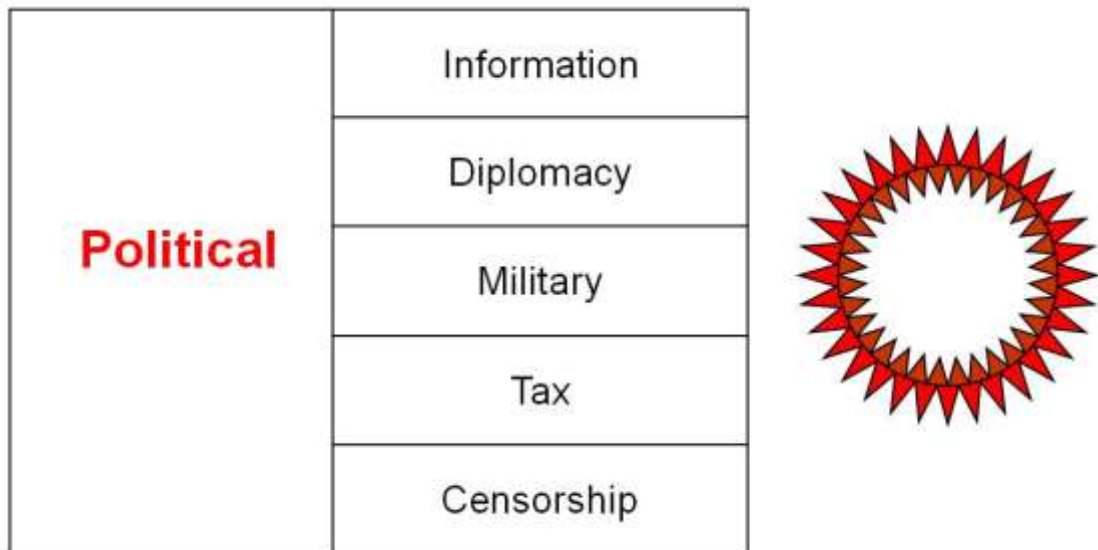 Political
Information
Diplomacy
Military
Tax
Censorship